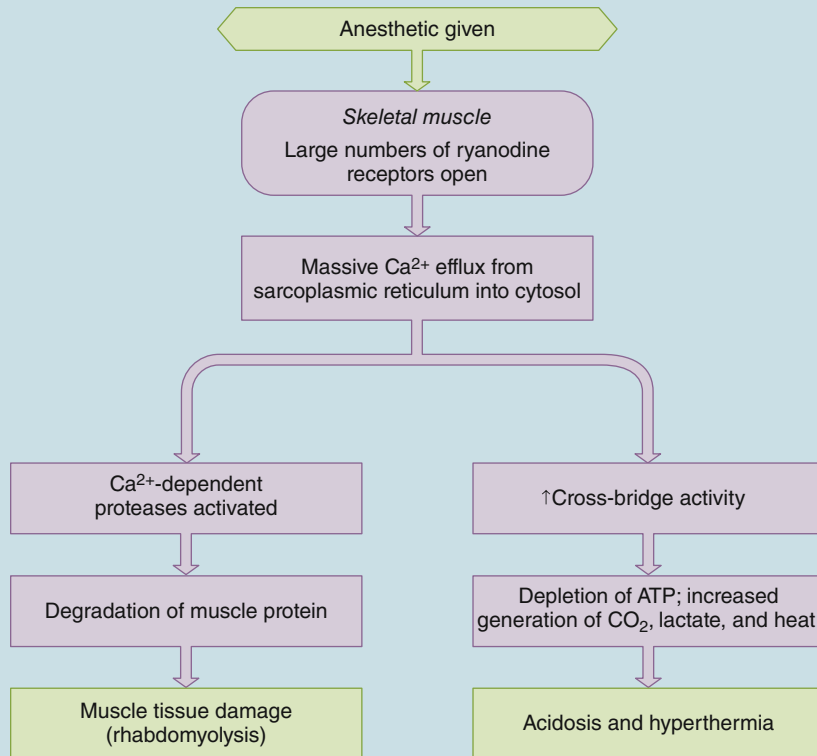 Anesthetic given
Skeletal muscle
Large numbers of ryanodine
receptors open
Massive Ca²⁺ efflux from
sarcoplasmic reticulum into cytosol
Ca²⁺-dependent
proteases activated
Degradation of muscle protein
Muscle tissue damage
(rhabdomyolysis)
↑Cross-bridge activity
Depletion of ATP; increased
generation of CO₂, lactate, and heat
Acidosis and hyperthermia